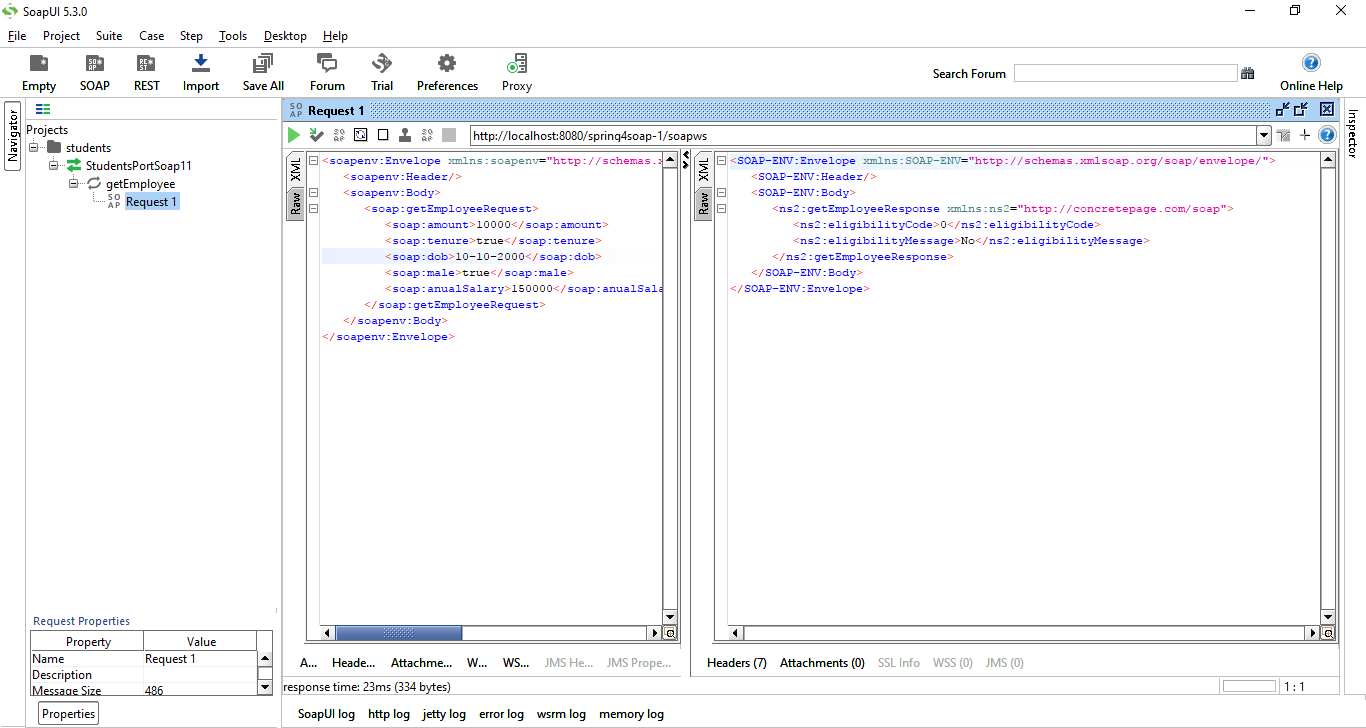 SoapUI 5.3.0
File Project Suite Case Step Tools Desktop Help
Empty SOAP REST Import Save All Forum Trial Preferences Proxy Search Forum Online Help
Navigator
Projects
students
StudentsPortSoap11
getEmployee
SO AP Request 1
SO AP Request 1
http://localhost:8080/spring4soap-1/soapws
XML
Raw
<soapenv:Envelope xmlns:soapenv="http://schemas.x
<soapenv:Header/>
<soapenv:Body>
<soap:getEmployeeRequest>
<soap:amount>10000</soap:amount>
<soap:tenure>true</soap:tenure>
<soap:dob>10-10-2000</soap:dob>
<soap:male>true</soap:male>
<soap:anualSalary>150000</soap:anualSala
</soap:getEmployeeRequest>
</soapenv:Body>
</soapenv:Envelope>
XML
Raw
<SOAP-ENV:Envelope xmlns:SOAP-ENV="http://schemas.xmlsoap.org/soap/envelope/">
<SOAP-ENV:Header/>
<SOAP-ENV:Body>
<ns2:getEmployeeResponse xmlns:ns2="http://concretepage.com/soap">
<ns2:eligibilityCode>0</ns2:eligibilityCode>
<ns2:eligibilityMessage>No</ns2:eligibilityMessage>
</ns2:getEmployeeResponse>
</SOAP-ENV:Body>
</SOAP-ENV:Envelope>
Inspector
Request Properties
Property Value
Name Request 1
Description
Message Size 486
Properties
A... Heade... Attachme... W... WS... JMS He... JMS Prope...
Headers (7) Attachments (0) SSL Info WSS (0) JMS (0)
response time: 23ms (334 bytes)
1 : 1
SoapUI log http log jetty log error log wsrm log memory log